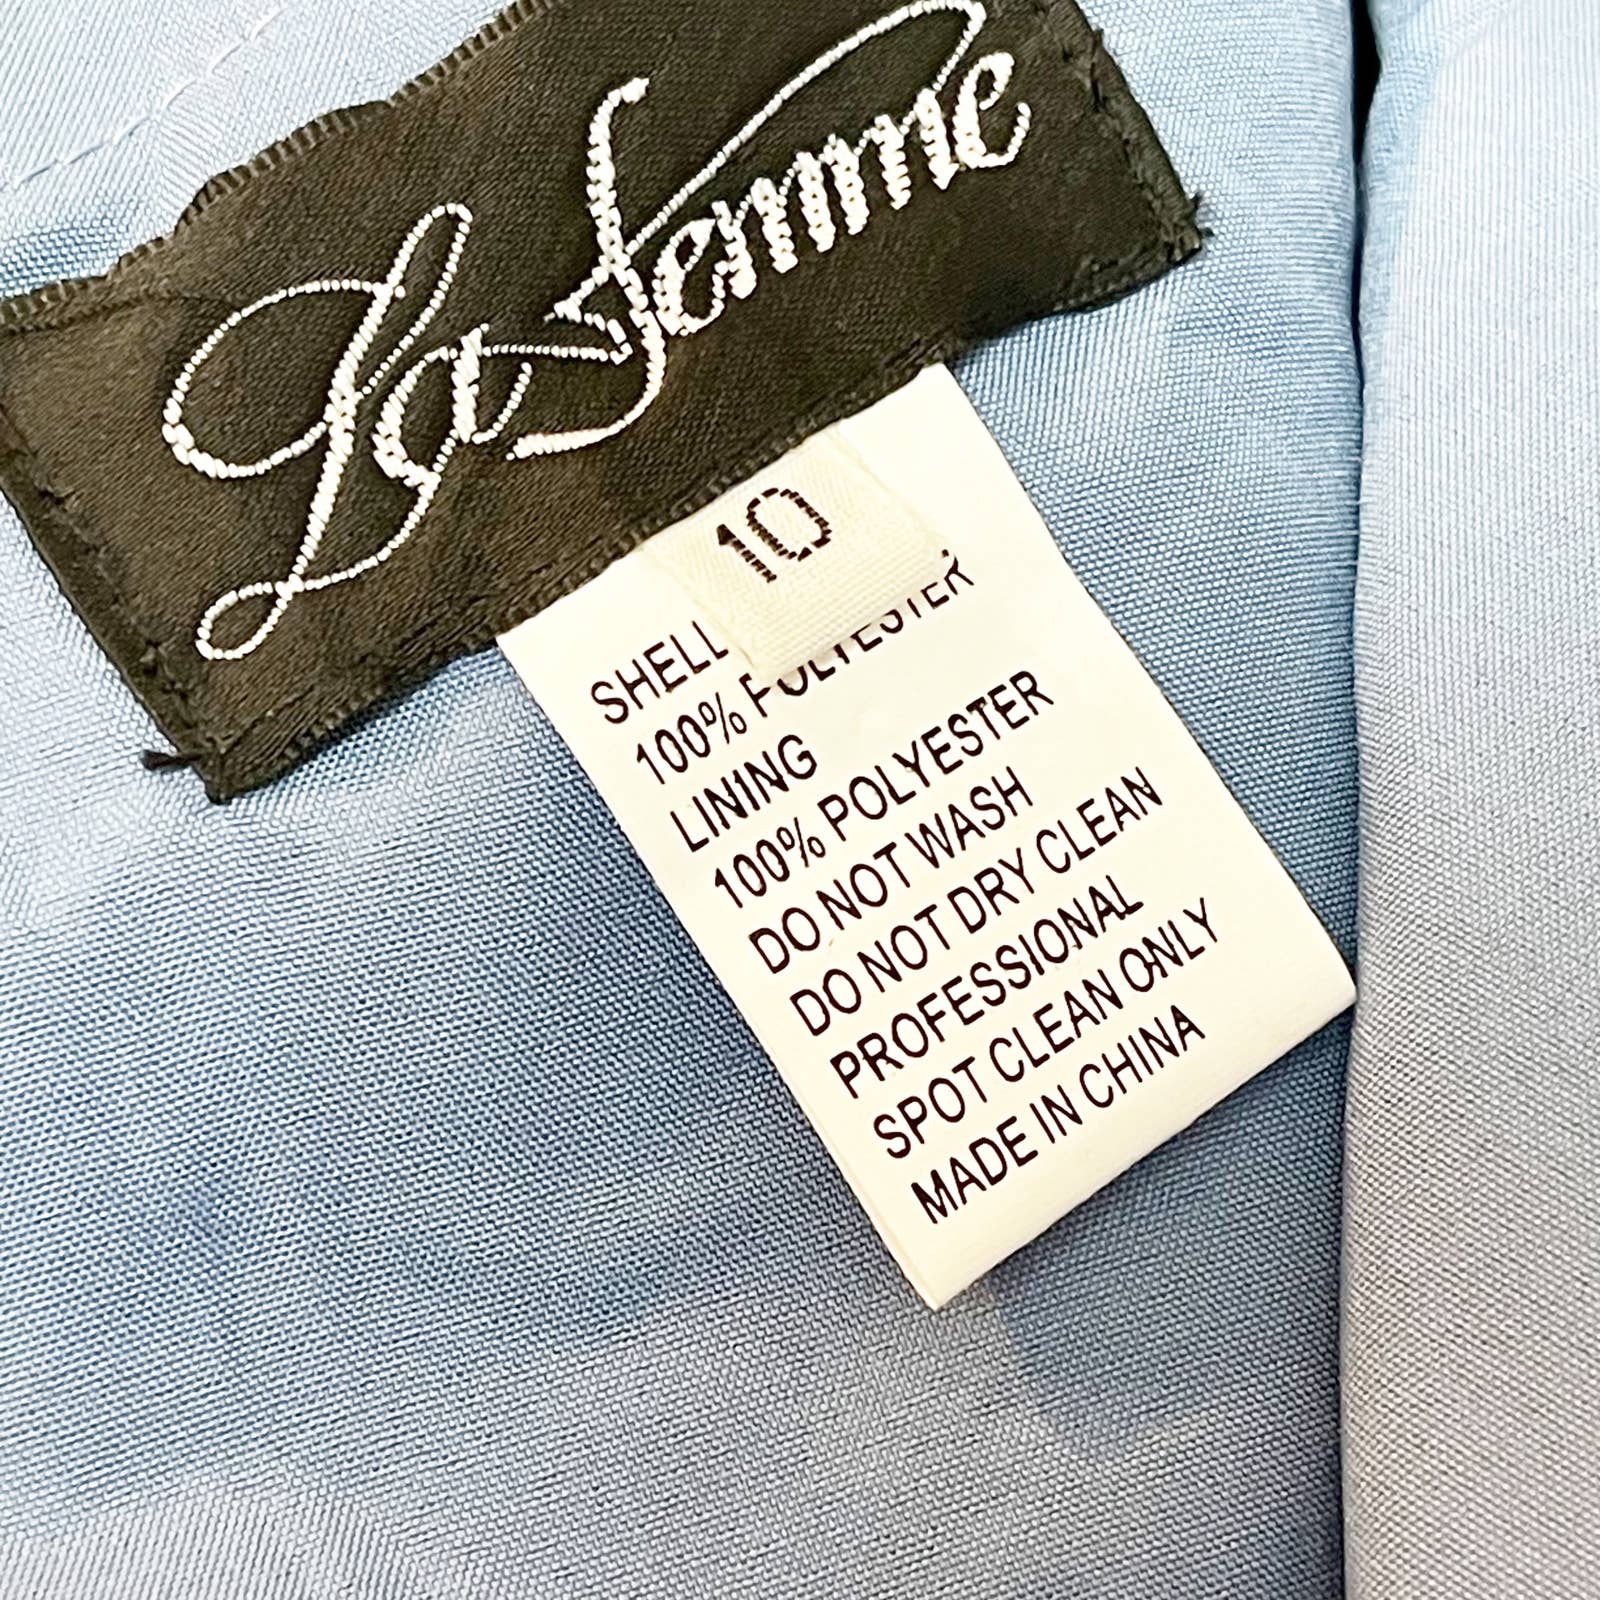 La Femme
10
SHELL
100% POLYESTER
LINING
100% POLYESTER
DO NOT WASH
DO NOT DRY CLEAN
PROFESSIONAL
SPOT CLEAN ONLY
MADE IN CHINA